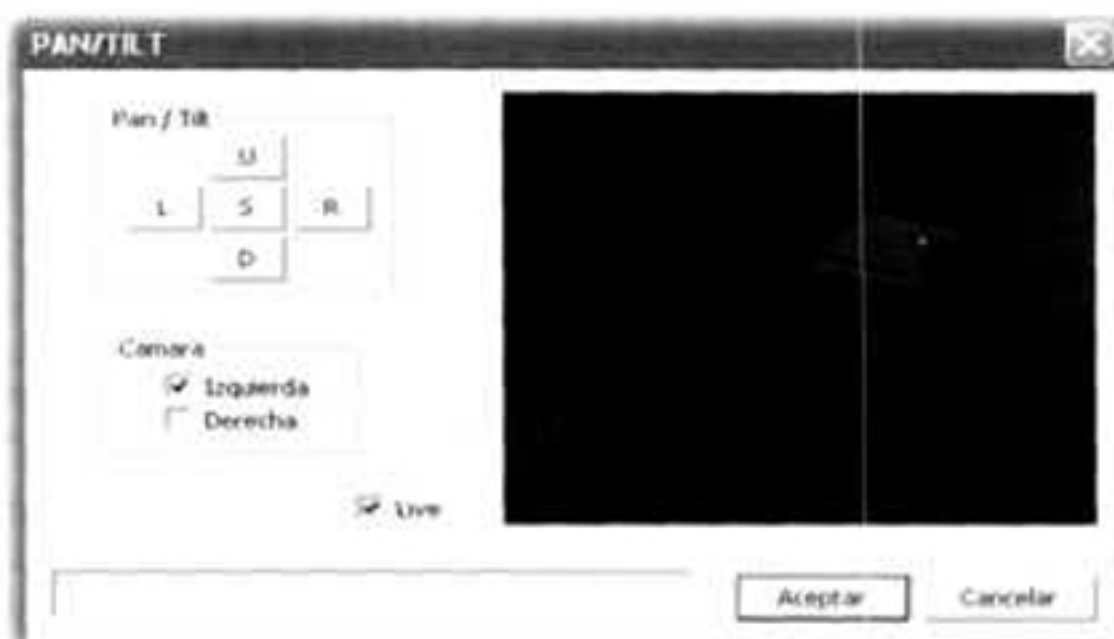 PAN/TILT
Pan / Tilt
U
L S R
D
Camara
Izquierda
Derecha
Live
Aceptar Cancelar